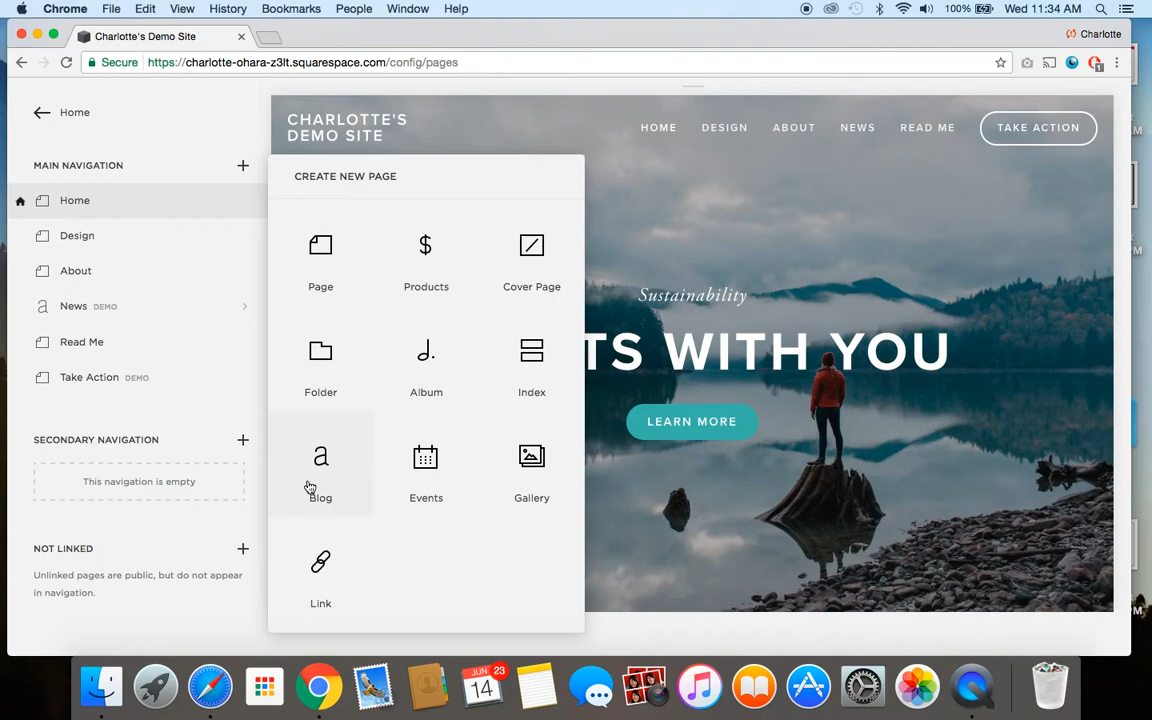 Chrome File Edit View History Bookmarks People Window Help
100% Wed 11:34 AM
Charlotte's Demo Site
Charlotte
Secure https://charlotte-ohara-z3lt.squarespace.com/config/pages
1
Home
MAIN NAVIGATION
Home
Design
About
News DEMO
Read Me
Take Action DEMO
SECONDARY NAVIGATION
This navigation is empty
NOT LINKED
Unlinked pages are public, but do not appear
in navigation.
CREATE NEW PAGE
Page
Products
Cover Page
Folder
Album
Index
Blog
Events
Gallery
Link
CHARLOTTE'S
DEMO SITE
HOME DESIGN ABOUT NEWS READ ME TAKE ACTION
Sustainability
TS WITH YOU
LEARN MORE
JUN
14
23